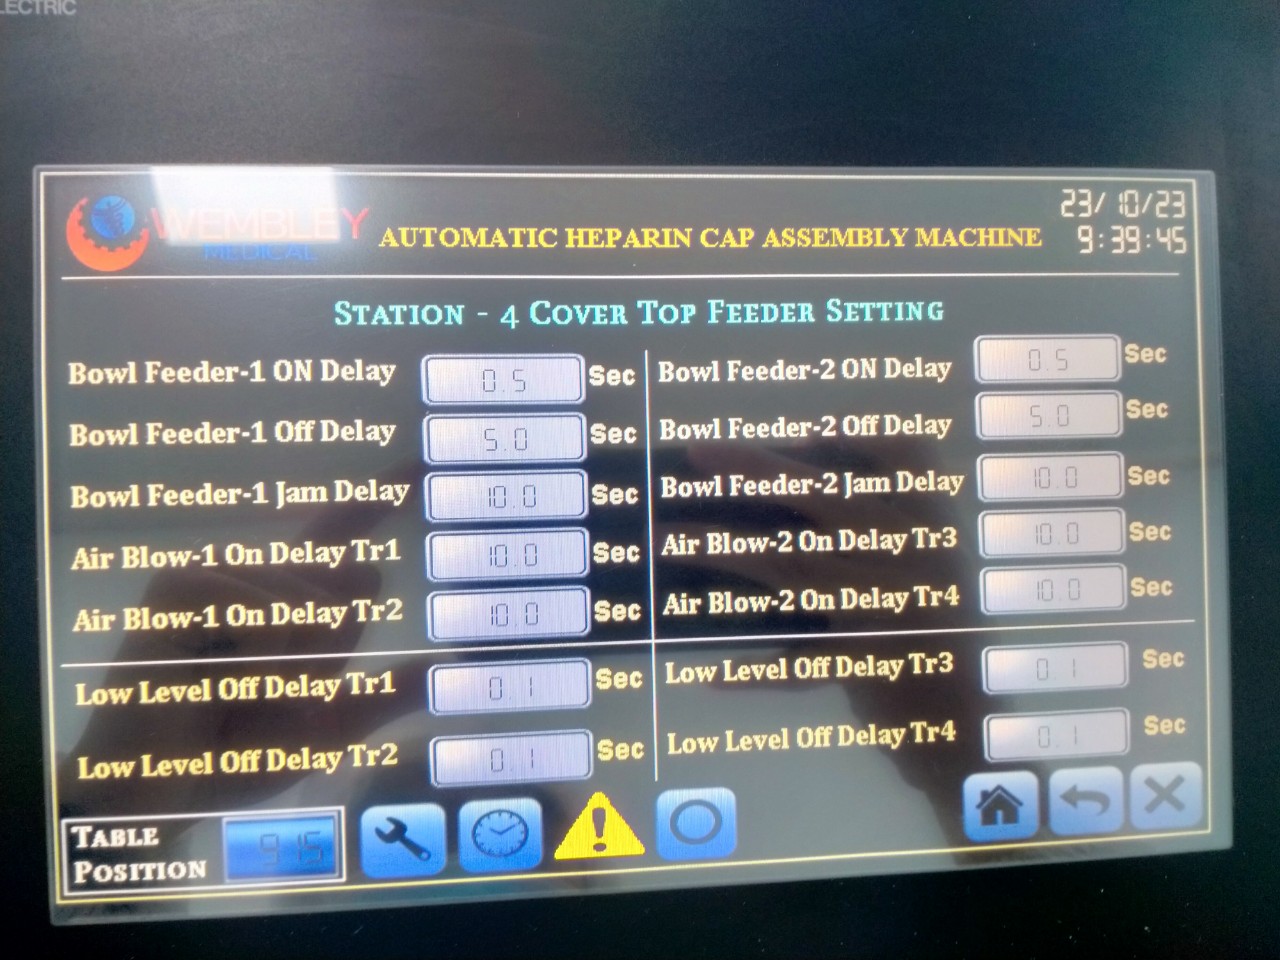 LECTRIC
WEMBLEY
MEDICAL
AUTOMATIC HEPARIN CAP ASSEMBLY MACHINE
23/10/23
9:39:45
STATION - 4 COVER TOP FEEDER SETTING
Bowl Feeder-1 ON Delay 0.5 Sec
Bowl Feeder-2 ON Delay 0.5 Sec
Bowl Feeder-1 Off Delay 5.0 Sec
Bowl Feeder-2 Off Delay 5.0 Sec
Bowl Feeder-1 Jam Delay 10.0 Sec
Bowl Feeder-2 Jam Delay 10.0 Sec
Air Blow-1 On Delay Tr1 10.0 Sec
Air Blow-2 On Delay Tr3 10.0 Sec
Air Blow-1 On Delay Tr2 10.0 Sec
Air Blow-2 On Delay Tr4 10.0 Sec
Low Level Off Delay Tr1 0.1 Sec
Low Level Off Delay Tr3 0.1 Sec
Low Level Off Delay Tr2 0.1 Sec
Low Level Off Delay Tr4 0.1 Sec
TABLE
POSITION 915